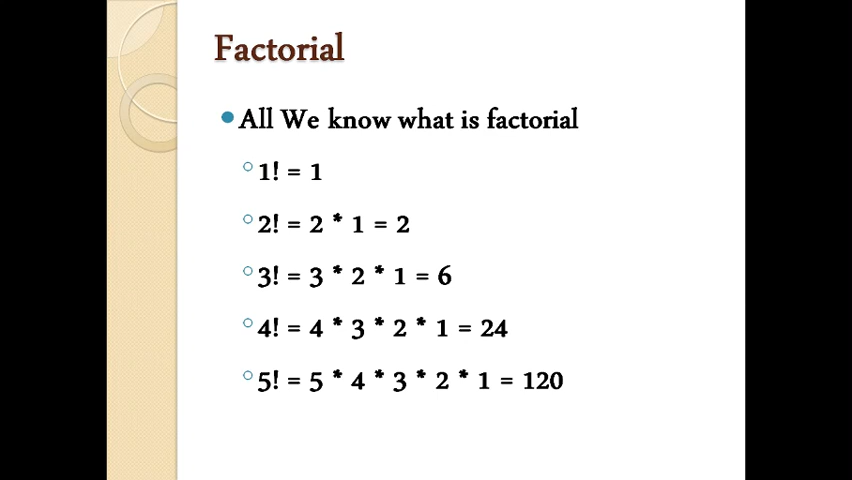 Factorial
All We know what is factorial
1! = 1
2! = 2 * 1 = 2
3! = 3 * 2 * 1 = 6
4! = 4 * 3 * 2 * 1 = 24
5! = 5 * 4 * 3 * 2 * 1 = 120